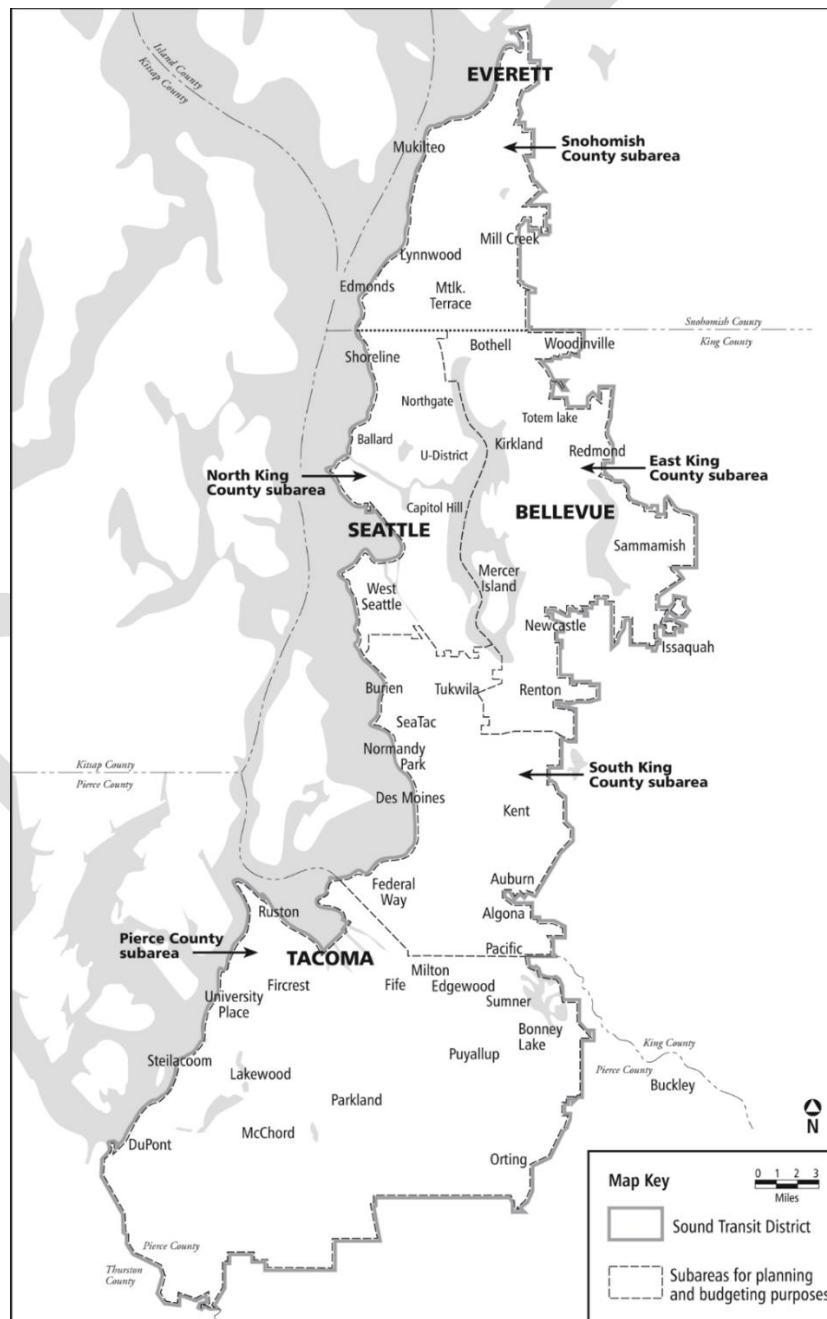 Island County
Kitsap County
EVERETT
Mukilteo
Snohomish
County subarea
Mill Creek
Lynnwood
Edmonds
Mtlk.
Terrace
Snohomish County
King County
Shoreline
Bothell
Woodinville
Northgate
Totem lake
Ballard
U-District
Kirkland
Redmond
North King
County subarea
East King
County subarea
Capitol Hill
SEATTLE
BELLEVUE
Sammamish
Mercer
Island
West
Seattle
Newcastle
Issaquah
Burien
Tukwila
Renton
SeaTac
Normandy
Park
Kitsap County
Pierce County
South King
County subarea
Des Moines
Kent
Federal
Way
Auburn
Ruston
Algona
Pierce County
subarea
TACOMA
Pacific
Milton
Fircrest
Fife
Edgewood
University
Place
Sumner
Bonney
Lake
King County
Pierce County
Steilacoom
Puyallup
Lakewood
Buckley
Parkland
N
DuPont
McChord
Orting
Map Key
0 1 2 3
Miles
Sound Transit District
Subareas for planning
and budgeting purposes
Pierce County
Thurston
County